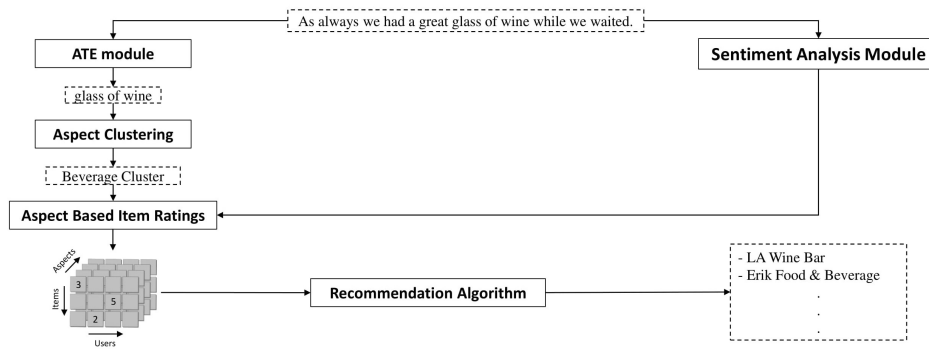 As always we had a great glass of wine while we waited.
ATE module
Sentiment Analysis Module
glass of wine
Aspect Clustering
Beverage Cluster
Aspect Based Item Ratings
Aspects
Items
3
5
2
Users
Recommendation Algorithm
- LA Wine Bar
- Erik Food & Beverage
.
.
.